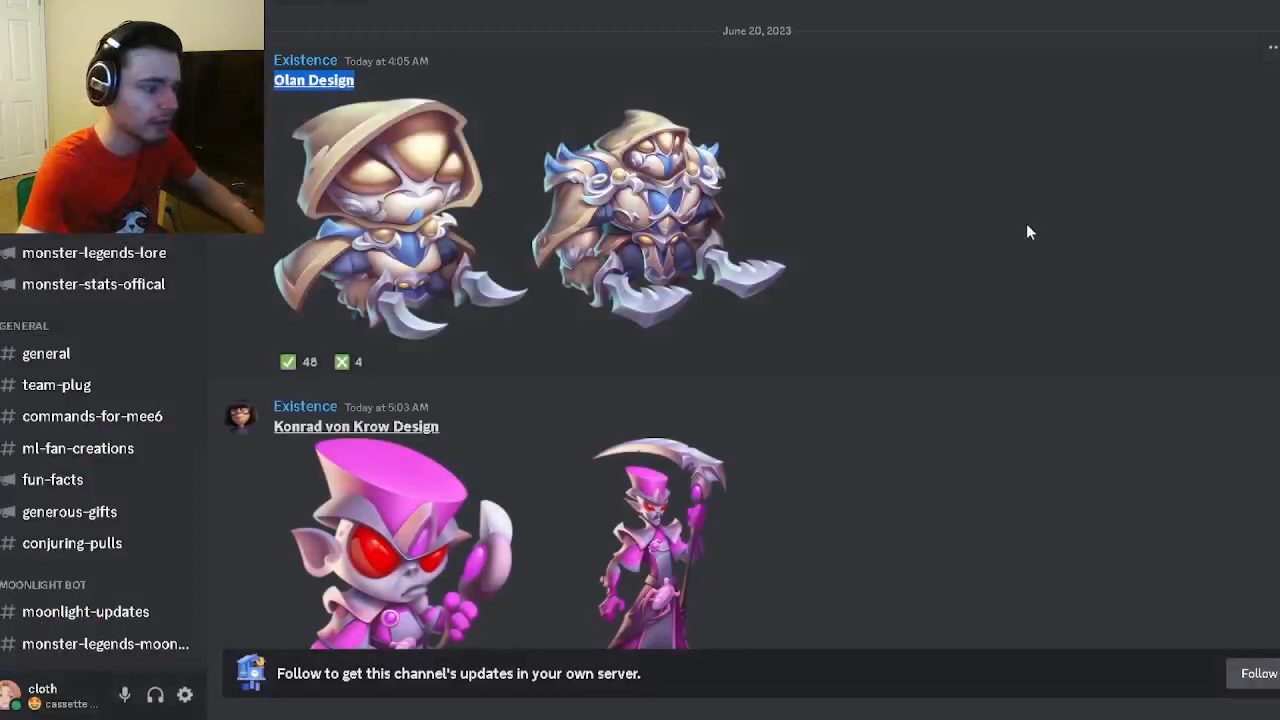 June 20, 2023
Existence Today at 4:05 AM
Olan Design
48 4
Existence Today at 5:03 AM
Konrad von Krow Design
monster-legends-lore
monster-stats-offical
GENERAL
general
team-plug
commands-for-mee6
ml-fan-creations
fun-facts
generous-gifts
conjuring-pulls
MOONLIGHT BOT
moonlight-updates
monster-legends-moon...
cloth
cassette ...
Follow to get this channel's updates in your own server.
Follow